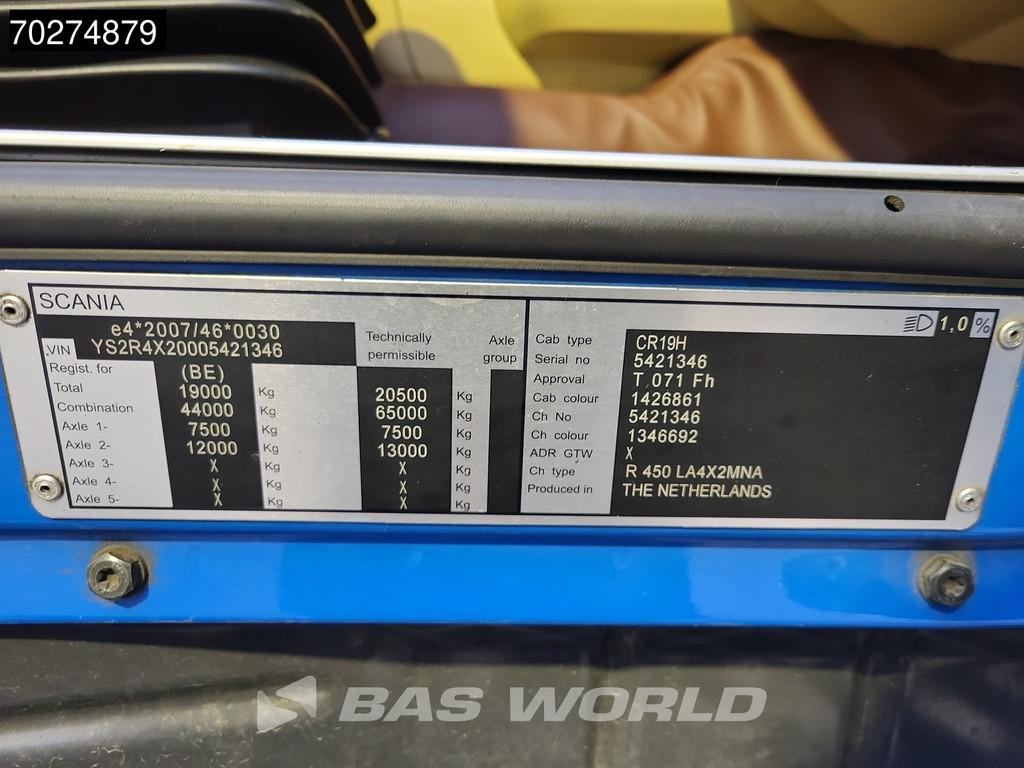 70274879
SCANIA
e4*2007/46*0030
VIN YS2R4X20005421346
Technically permissible
Axle group
Regist. for (BE)
Total 19000 Kg 20500 Kg
Combination 44000 Kg 65000 Kg
Axle 1- 7500 Kg 7500 Kg
Axle 2- 12000 Kg 13000 Kg
Axle 3- X Kg X Kg
Axle 4- X Kg X Kg
Axle 5- X Kg X Kg
1,0 %
Cab type CR19H
Serial no 5421346
Approval T 071 Fh
Cab colour 1426861
Ch No 5421346
Ch colour 1346692
ADR GTW X
Ch type R 450 LA4X2MNA
Produced in THE NETHERLANDS
BAS WORLD